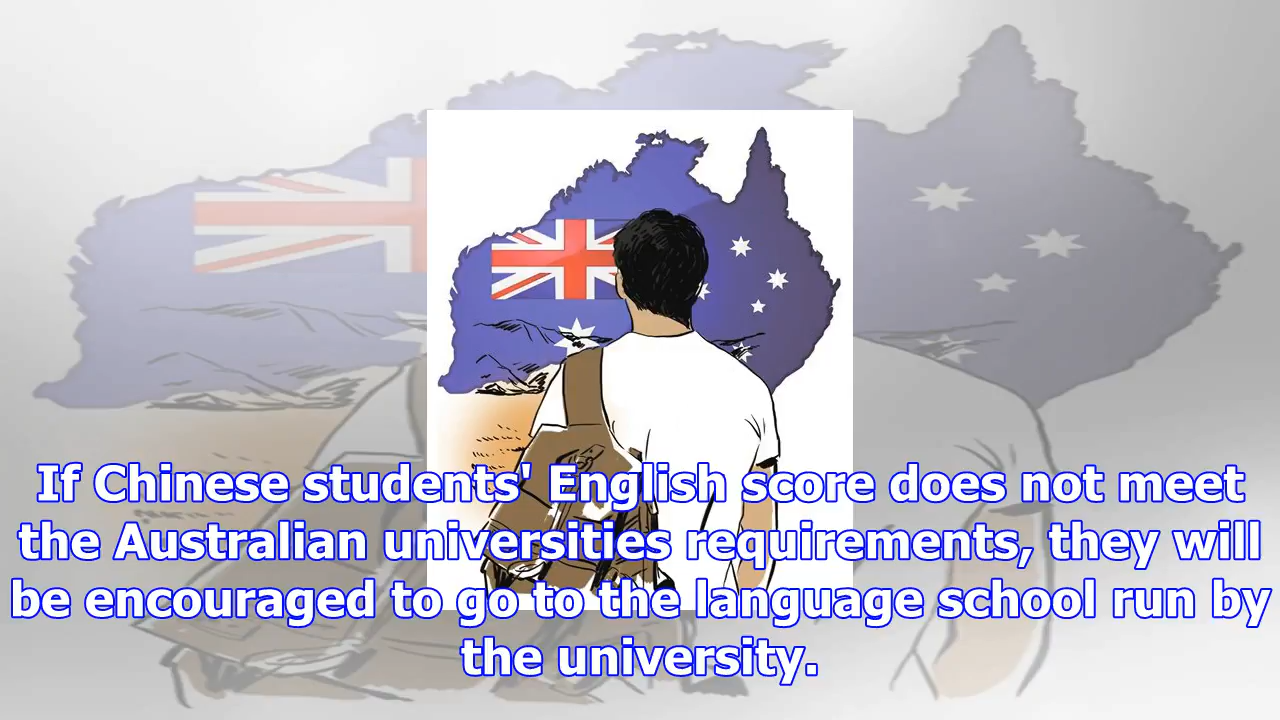 If Chinese students' English score does not meet
the Australian universities requirements, they will
be encouraged to go to the language school run by
the university.